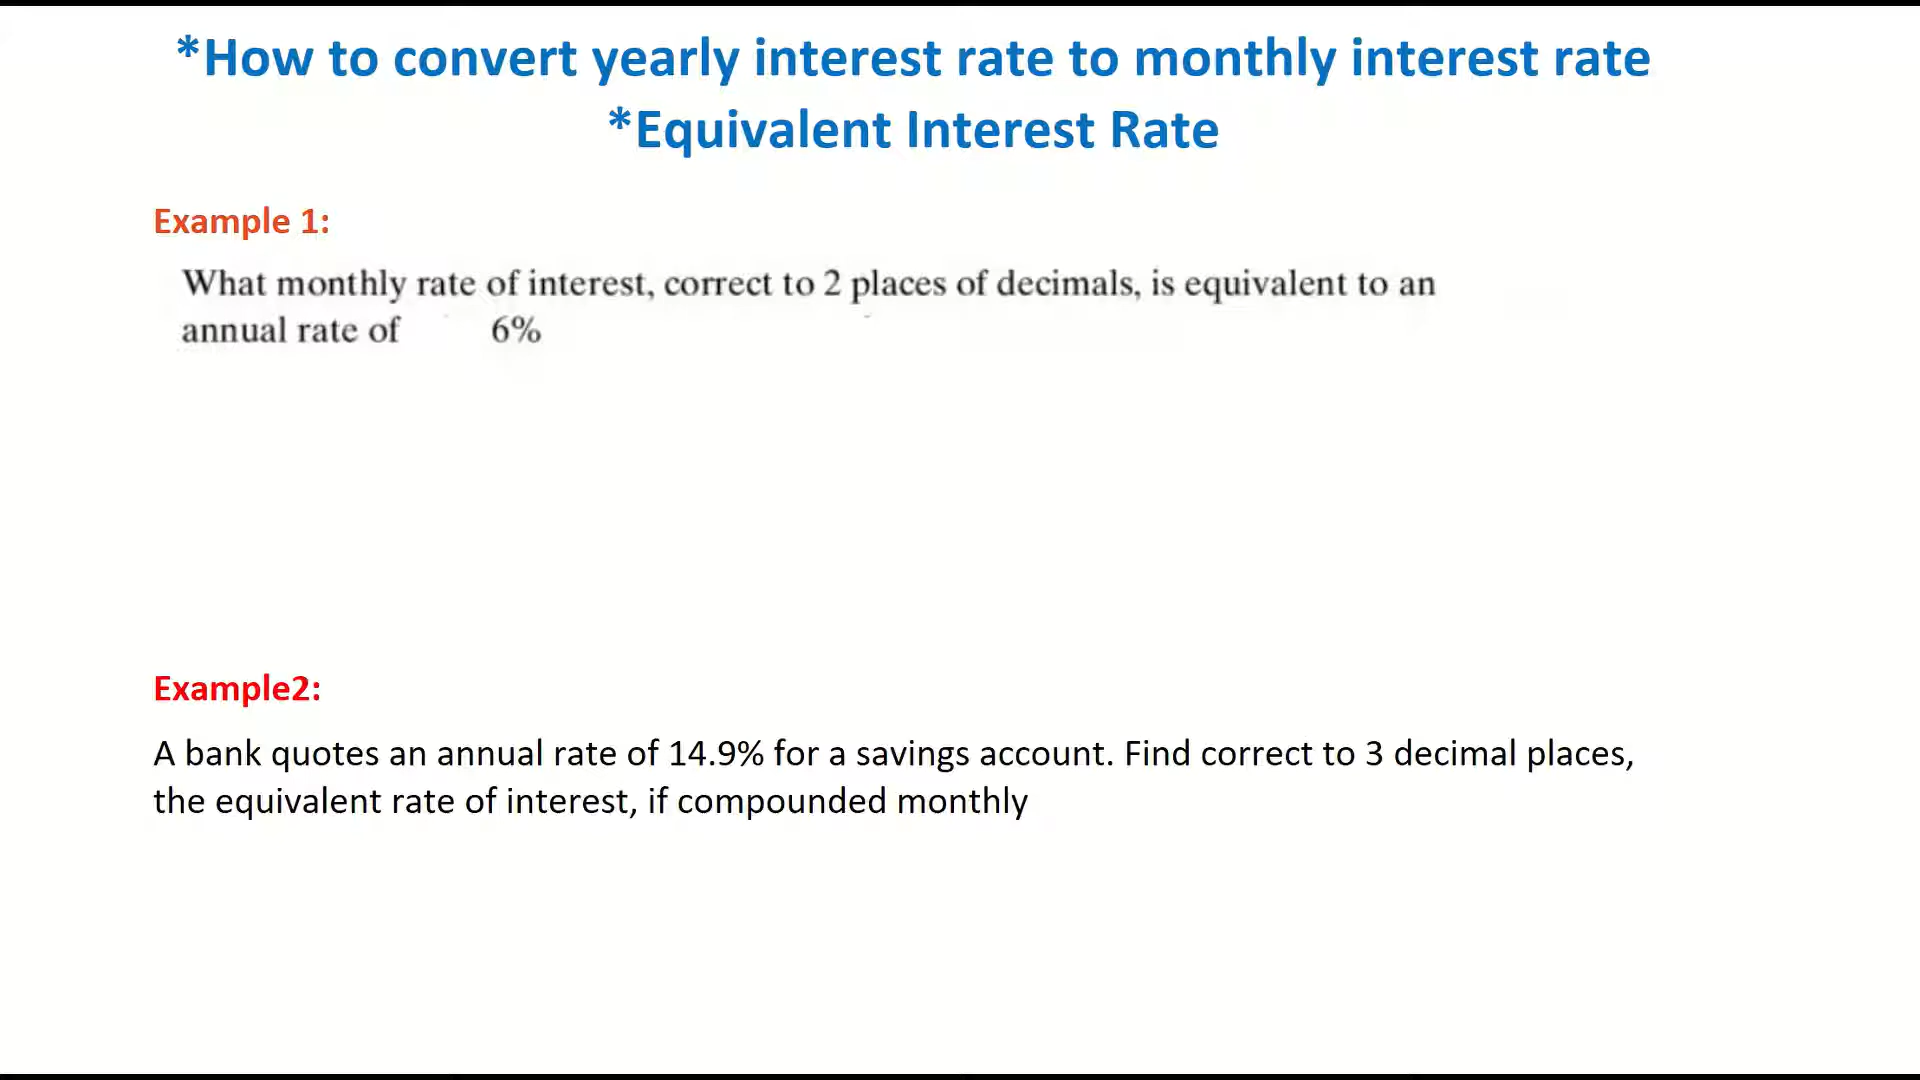 *How to convert yearly interest rate to monthly interest rate
*Equivalent Interest Rate
Example 1:
What monthly rate of interest, correct to 2 places of decimals, is equivalent to an
annual rate of 6%
Example2:
A bank quotes an annual rate of 14.9% for a savings account. Find correct to 3 decimal places,
the equivalent rate of interest, if compounded monthly